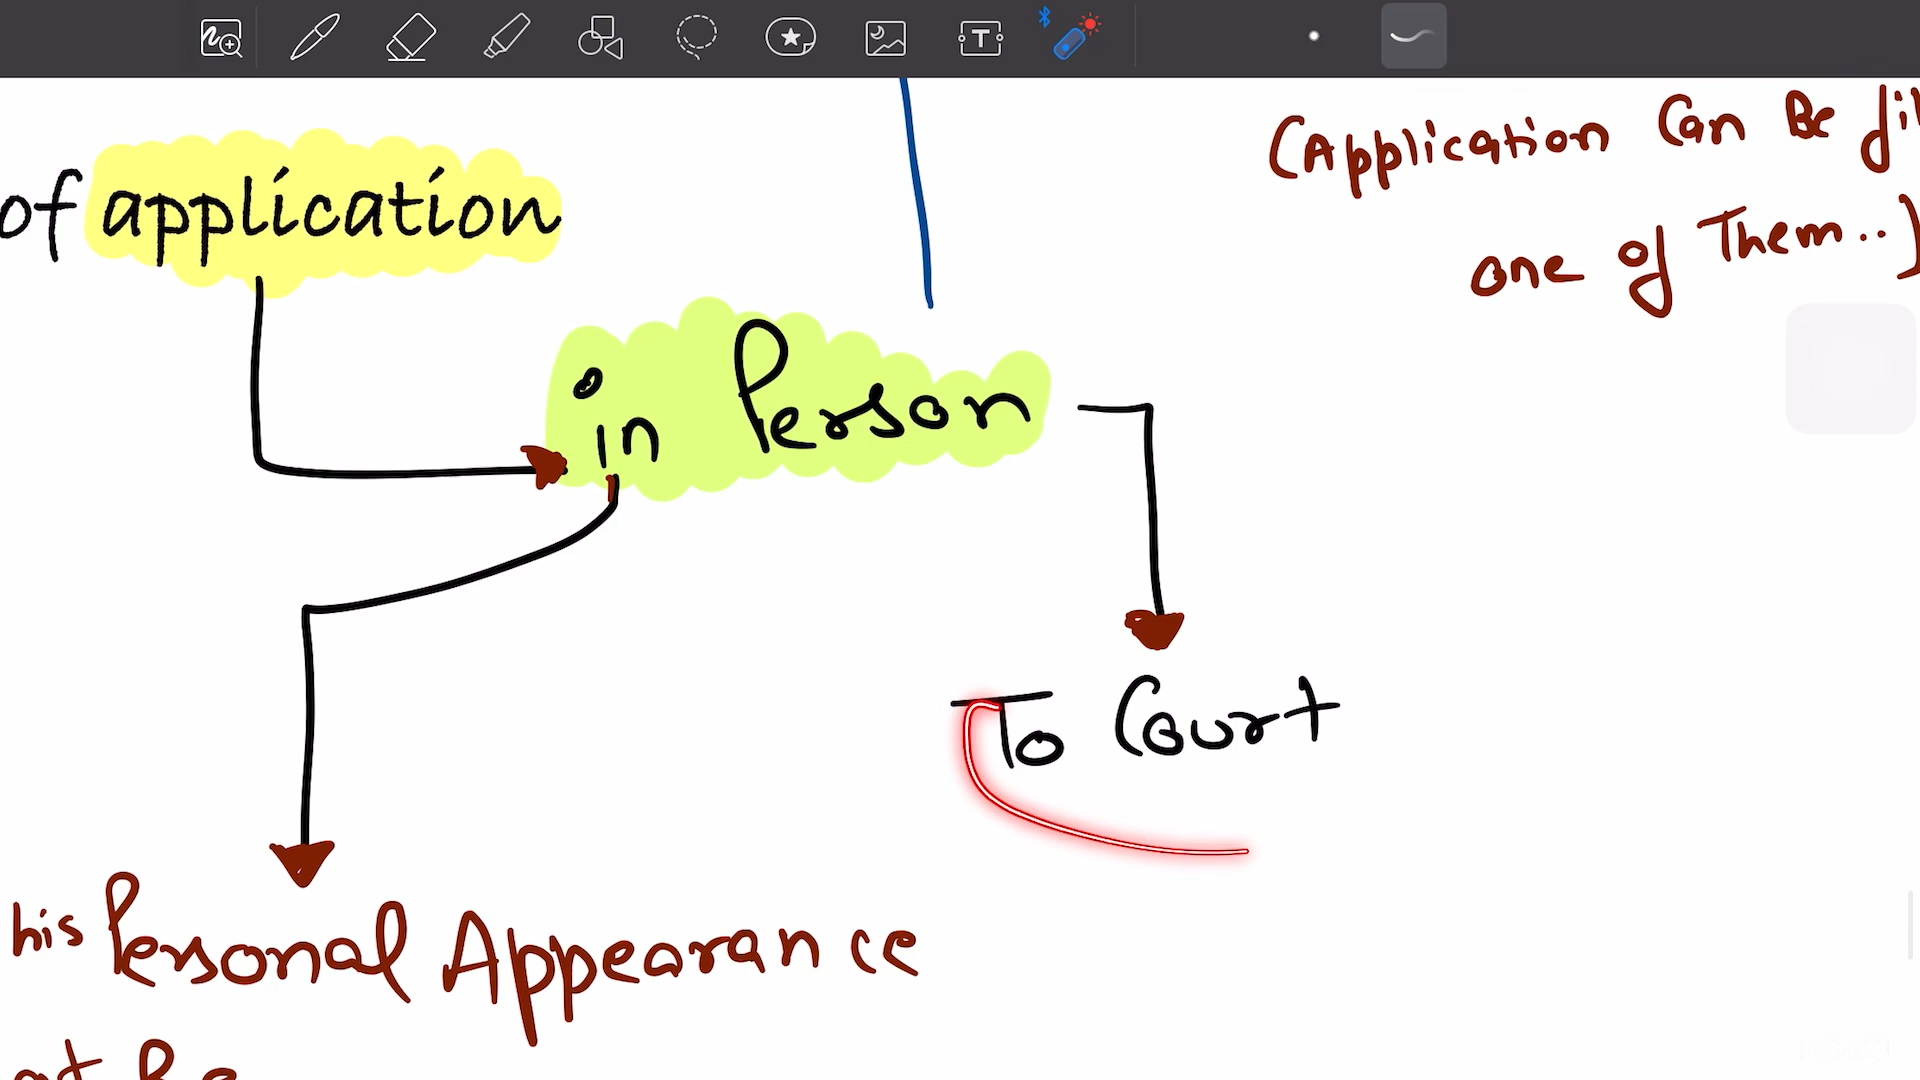 (Application Can Be
of application
one of Them..)
in Person
To Court
his Personal Appearance